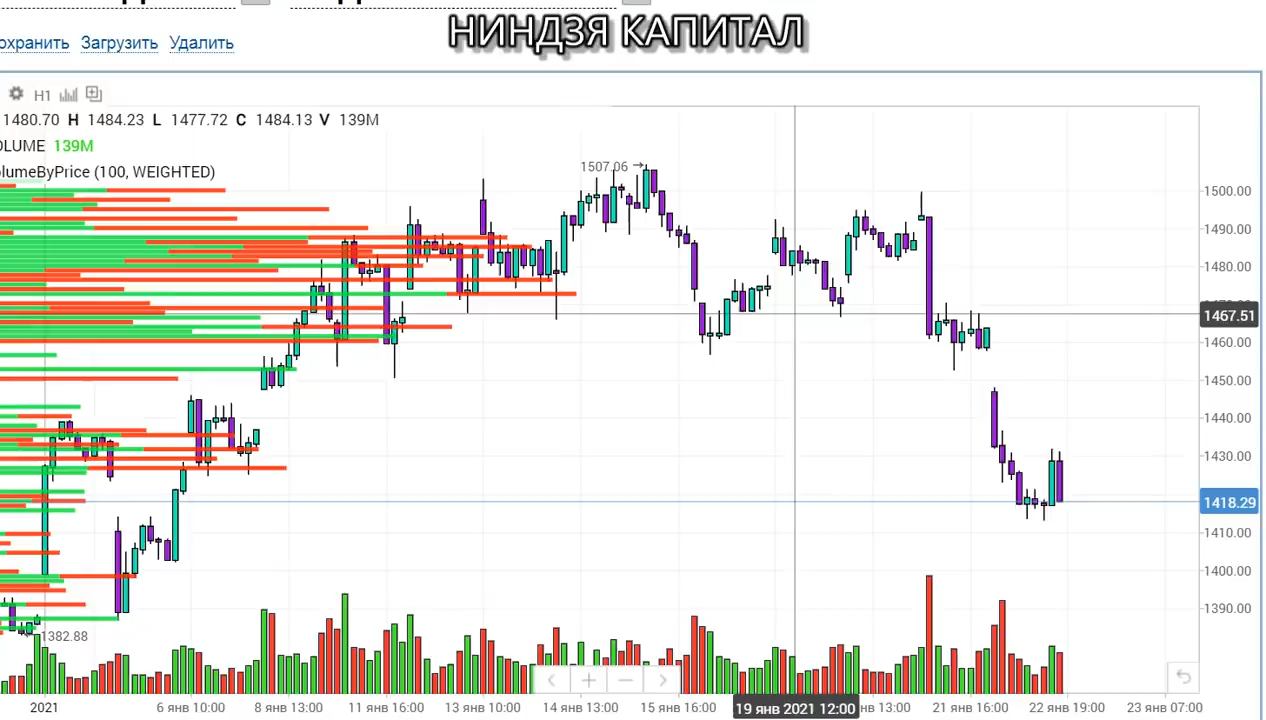 НИНДЗЯ КАПИТАЛ
охранить Загрузить Удалить
H1
1480.70 H 1484.23 L 1477.72 C 1484.13 V 139M
OLUME 139M
olumeByPrice (100, WEIGHTED)
1507.06
1500.00
1490.00
1480.00
1467.51
1460.00
1450.00
1440.00
1430.00
1418.29
1410.00
1400.00
1390.00
1382.88
2021 6 янв 10:00 8 янв 13:00 11 янв 16:00 13 янв 10:00 14 янв 13:00 15 янв 16:00 19 янв 2021 12:00 нв 13:00 21 янв 16:00 22 янв 19:00 23 янв 07:00